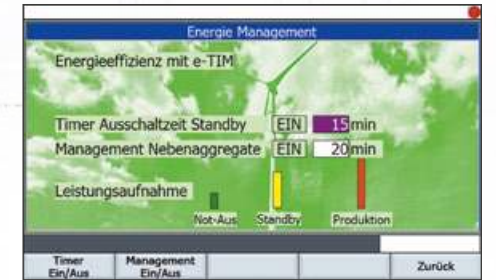 Energie Management
Energieeffizienz mit e-TIM
Timer Ausschaltzeit Standby EIN 15 min
Management Nebenaggregate EIN 20 min
Leistungsaufnahme
Not-Aus Standby Produktion
Timer Ein/Aus
Management Ein/Aus
Zurück